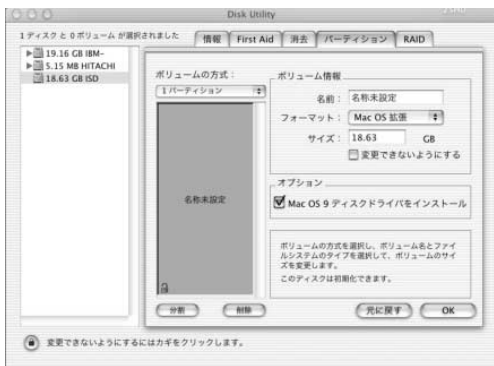 Disk Utility
1 ディスク と 0 ボリューム が選択されました
情報
First Aid
消去
パーティション
RAID
19.16 GB IBM-
5.15 MB HITACHI
18.63 GB ISD
ボリュームの方式：
1 パーティション
名称未設定
分割
削除
ボリューム情報
名前： 名称未設定
フォーマット： Mac OS 拡張
サイズ： 18.63 GB
変更できないようにする
オプション
Mac OS 9 ディスクドライバをインストール
ボリュームの方式を選択し、ボリューム名とファイ
ルシステムのタイプを選択して、ボリュームのサイ
ズを変更します。
このディスクは初期化できます。
元に戻す
OK
変更できないようにするにはカギをクリックします。